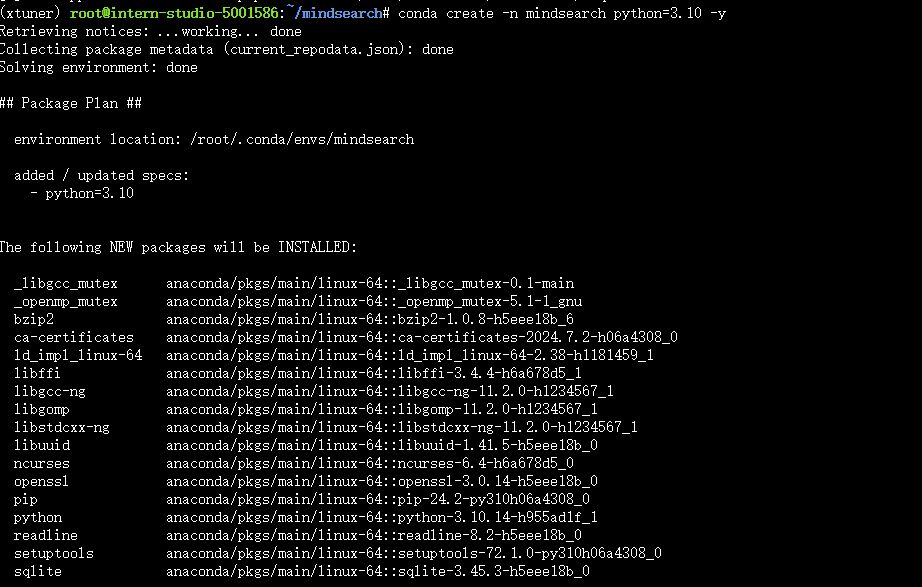 (xtuner) root@intern-studio-5001586:~/mindsearch# conda create -n mindsearch python=3.10 -y
Retrieving notices: ...working... done
Collecting package metadata (current_repodata.json): done
Solving environment: done
## Package Plan ##
environment location: /root/.conda/envs/mindsearch
added / updated specs:
- python=3.10
The following NEW packages will be INSTALLED:
_libgcc_mutex anaconda/pkgs/main/linux-64::_libgcc_mutex-0.1-main
_openmp_mutex anaconda/pkgs/main/linux-64::_openmp_mutex-5.1-1_gnu
bzip2 anaconda/pkgs/main/linux-64::bzip2-1.0.8-h5eee18b_6
ca-certificates anaconda/pkgs/main/linux-64::ca-certificates-2024.7.2-h06a4308_0
ld_impl_linux-64 anaconda/pkgs/main/linux-64::ld_impl_linux-64-2.38-h1181459_1
libffi anaconda/pkgs/main/linux-64::libffi-3.4.4-h6a678d5_1
libgcc-ng anaconda/pkgs/main/linux-64::libgcc-ng-11.2.0-h1234567_1
libgomp anaconda/pkgs/main/linux-64::libgomp-11.2.0-h1234567_1
libstdcxx-ng anaconda/pkgs/main/linux-64::libstdcxx-ng-11.2.0-h1234567_1
libuuid anaconda/pkgs/main/linux-64::libuuid-1.41.5-h5eee18b_0
ncurses anaconda/pkgs/main/linux-64::ncurses-6.4-h6a678d5_0
openssl anaconda/pkgs/main/linux-64::openssl-3.0.14-h5eee18b_0
pip anaconda/pkgs/main/linux-64::pip-24.2-py310h06a4308_0
python anaconda/pkgs/main/linux-64::python-3.10.14-h955ad1f_1
readline anaconda/pkgs/main/linux-64::readline-8.2-h5eee18b_0
setuptools anaconda/pkgs/main/linux-64::setuptools-72.1.0-py310h06a4308_0
sqlite anaconda/pkgs/main/linux-64::sqlite-3.45.3-h5eee18b_0